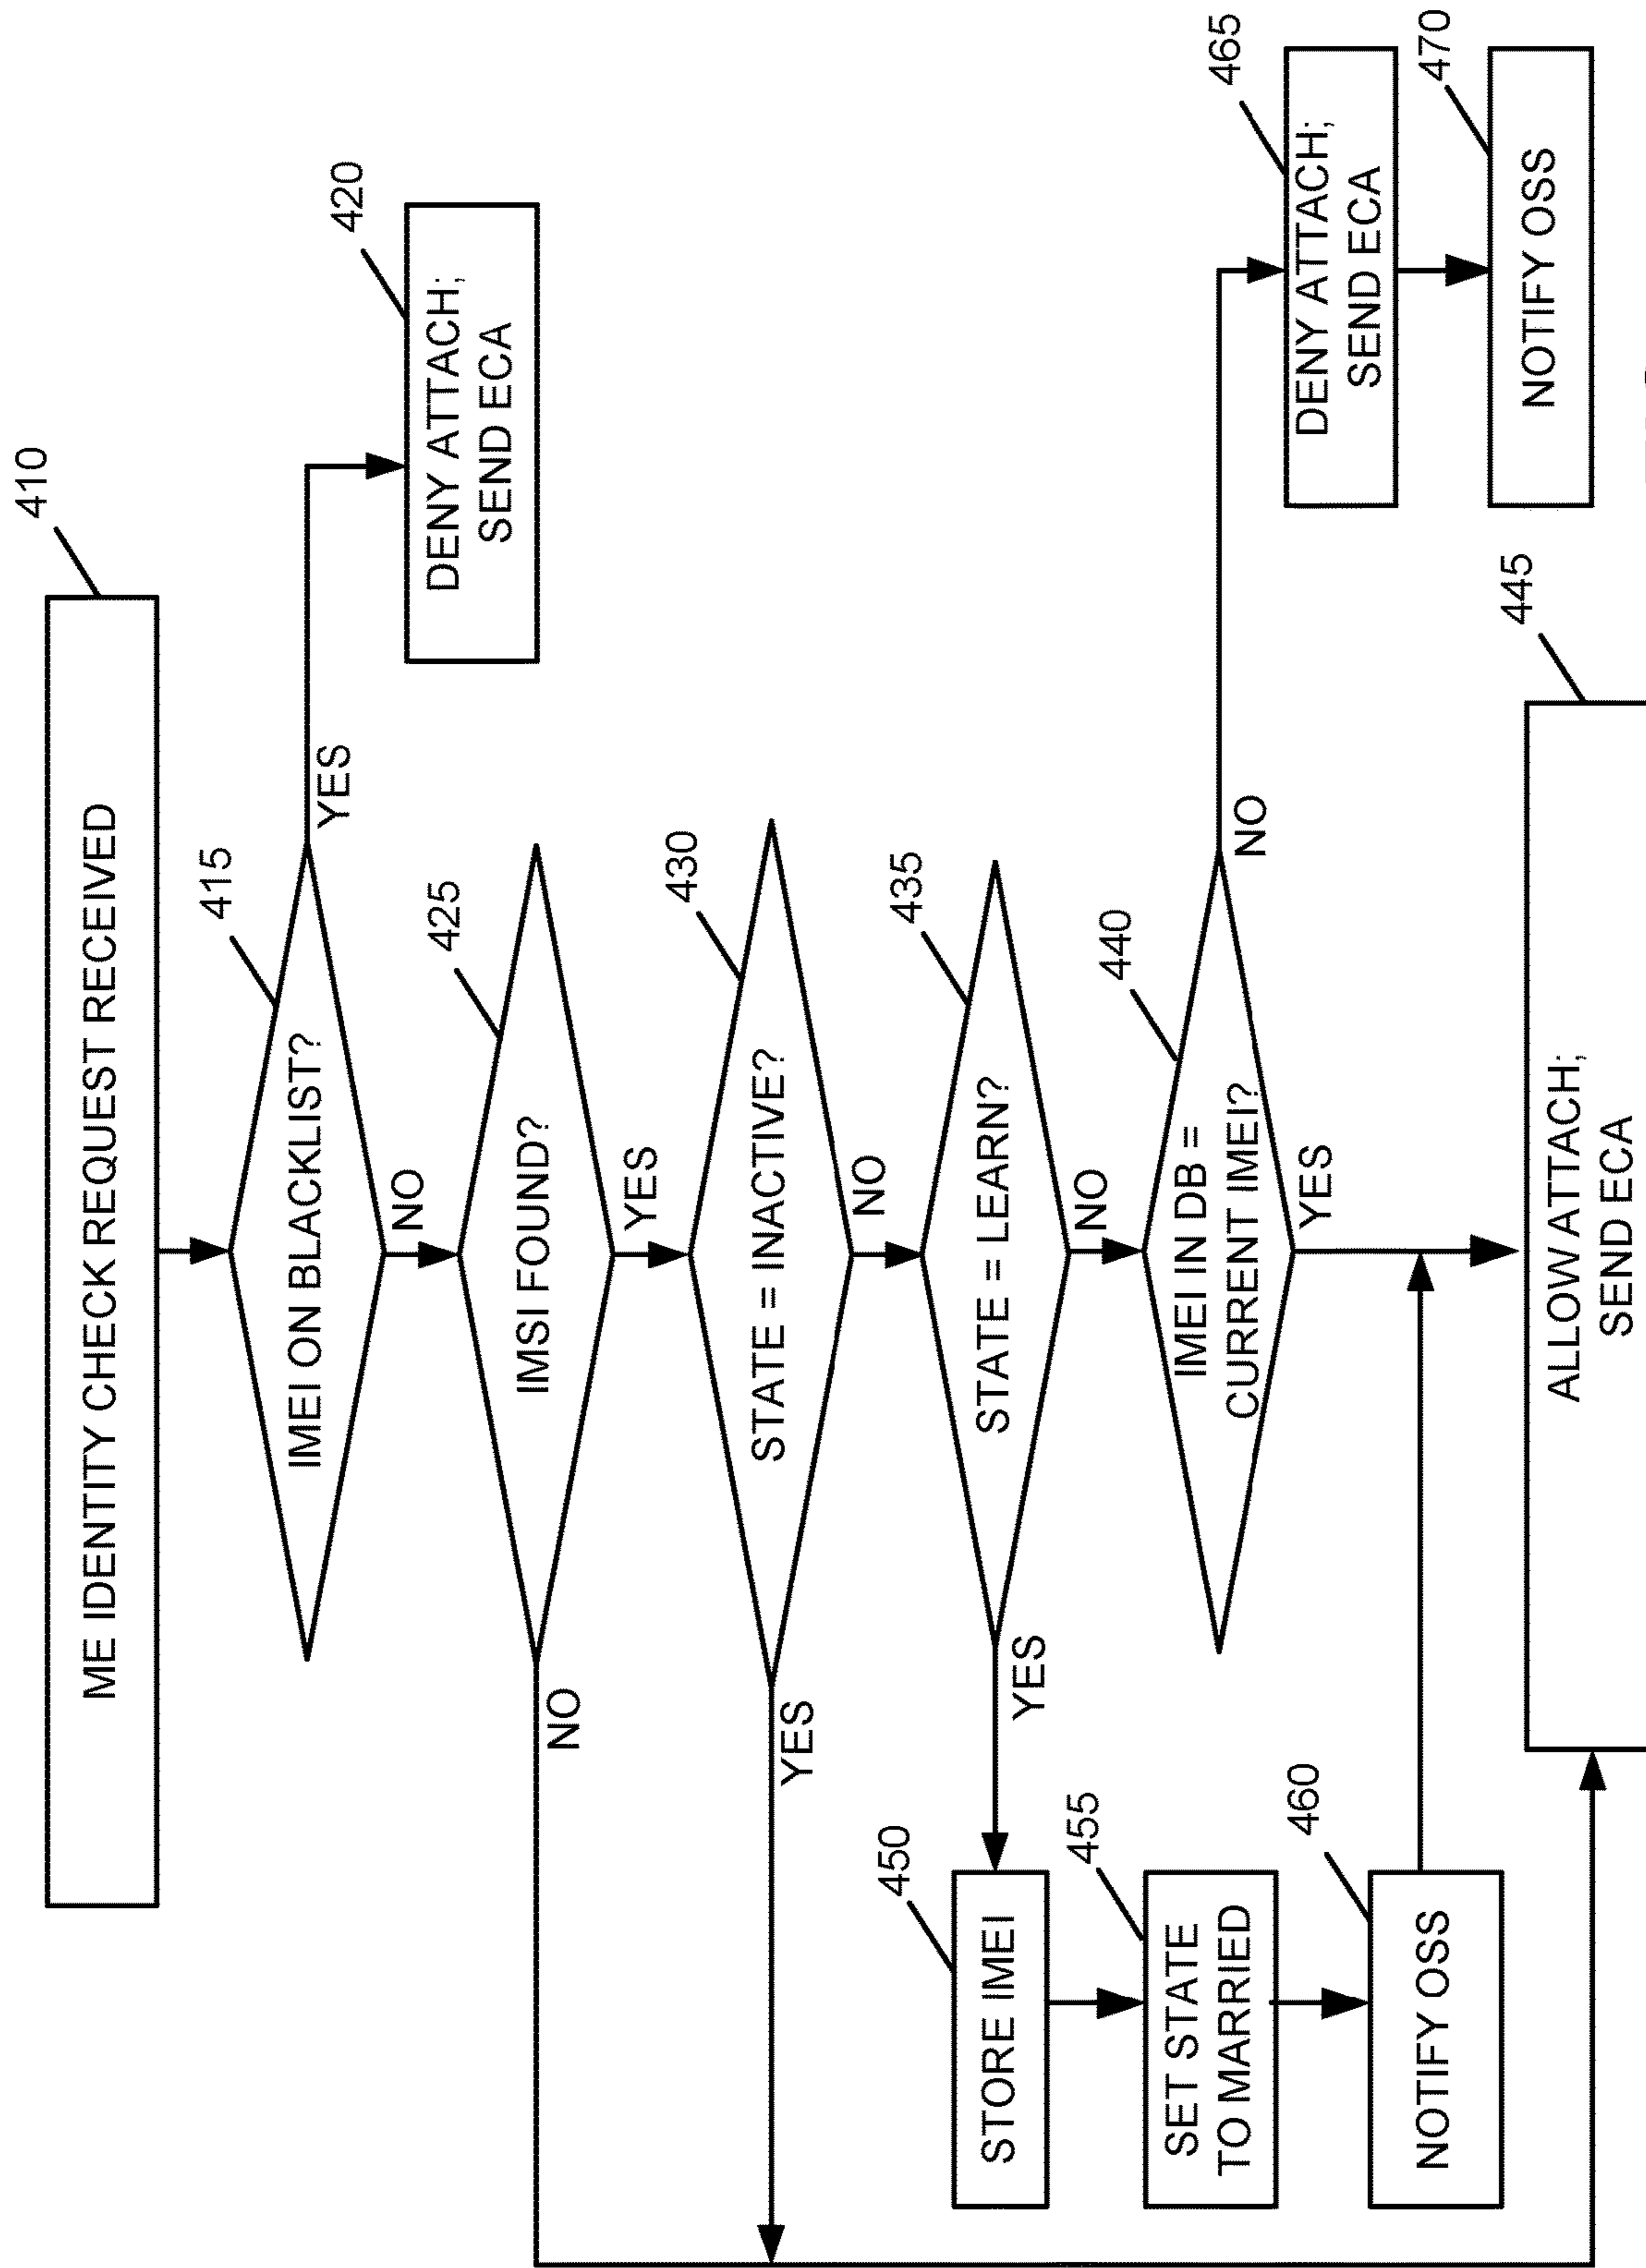 410
ME IDENTITY CHECK REQUEST RECEIVED
415
IMEI ON BLACKLIST?
YES
420
DENY ATTACH;
SEND ECA
NO
425
IMSI FOUND?
NO
YES
430
STATE = INACTIVE?
YES
NO
435
STATE = LEARN?
YES
NO
450
STORE IMEI
455
SET STATE
TO MARRIED
460
NOTIFY OSS
440
IMEI IN DB =
CURRENT IMEI?
NO
YES
465
DENY ATTACH;
SEND ECA
470
NOTIFY OSS
445
ALLOW ATTACH;
SEND ECA